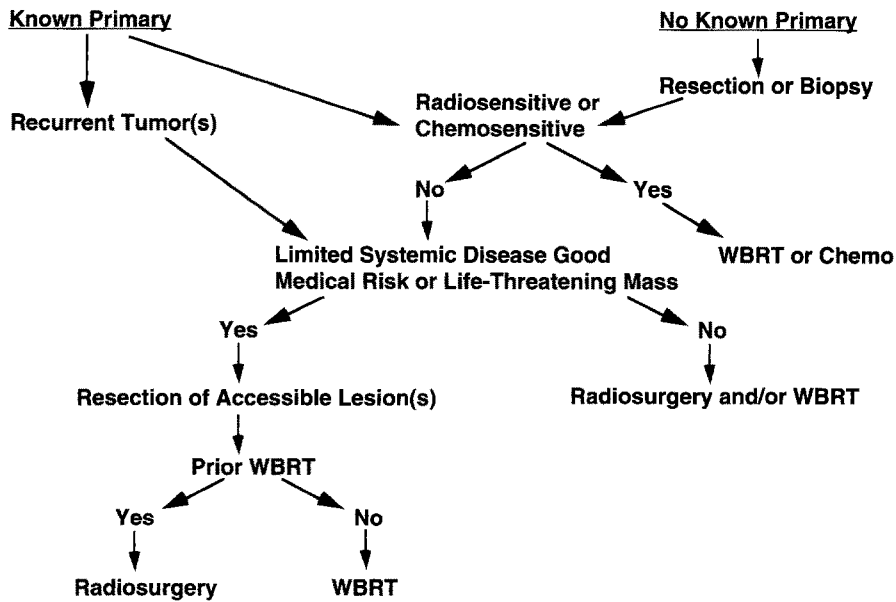 Known Primary
No Known Primary
Resection or Biopsy
Radiosensitive or
Chemosensitive
Recurrent Tumor(s)
No
Yes
Limited Systemic Disease Good
Medical Risk or Life-Threatening Mass
WBRT or Chemo
Yes
No
Resection of Accessible Lesion(s)
Radiosurgery and/or WBRT
Prior WBRT
Yes
No
Radiosurgery
WBRT